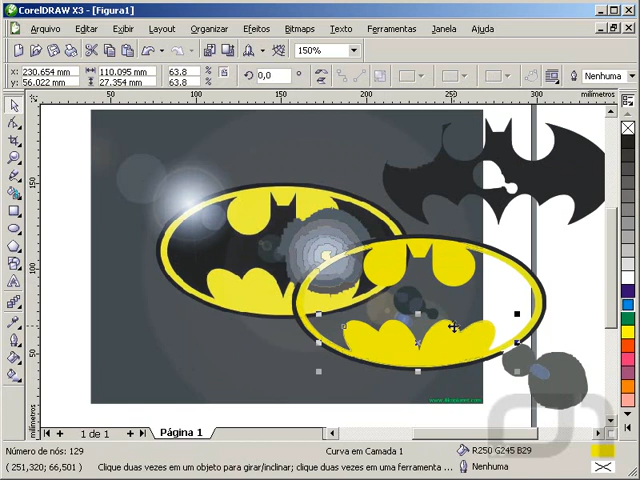 CorelDRAW X3 - [Figura1]
Arquivo Editar Exibir Layout Organizar Efeitos Bitmaps Texto Ferramentas Janela Ajuda
150%
x: 230.654 mm 110.095 mm 63,8 % 0,0 ° Nenhuma
y: 56.022 mm 27.354 mm 63,8 %
50 100 150 200 250 300 milímetros
150
100
50
milímetros
1 de 1 Página 1
Número de nós: 129 Curva em Camada 1 R250 G245 B29
( 251,320; 66,501 ) Clique duas vezes em um objeto para girar/inclinar; clique duas vezes em uma ferramenta ... Nenhuma